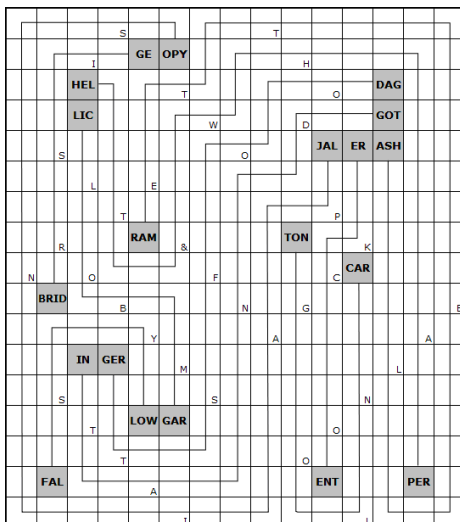 S T
GE OPY
I H
HEL DAG
T O
LIC GOT
W D
JAL ER ASH
S O
L E
T P
RAM TON
R & K
CAR
N O F C
BRID
B N G
Y A A
IN GER
M L
S S N
LOW GAR
T O
T O
FAL ENT PER
A